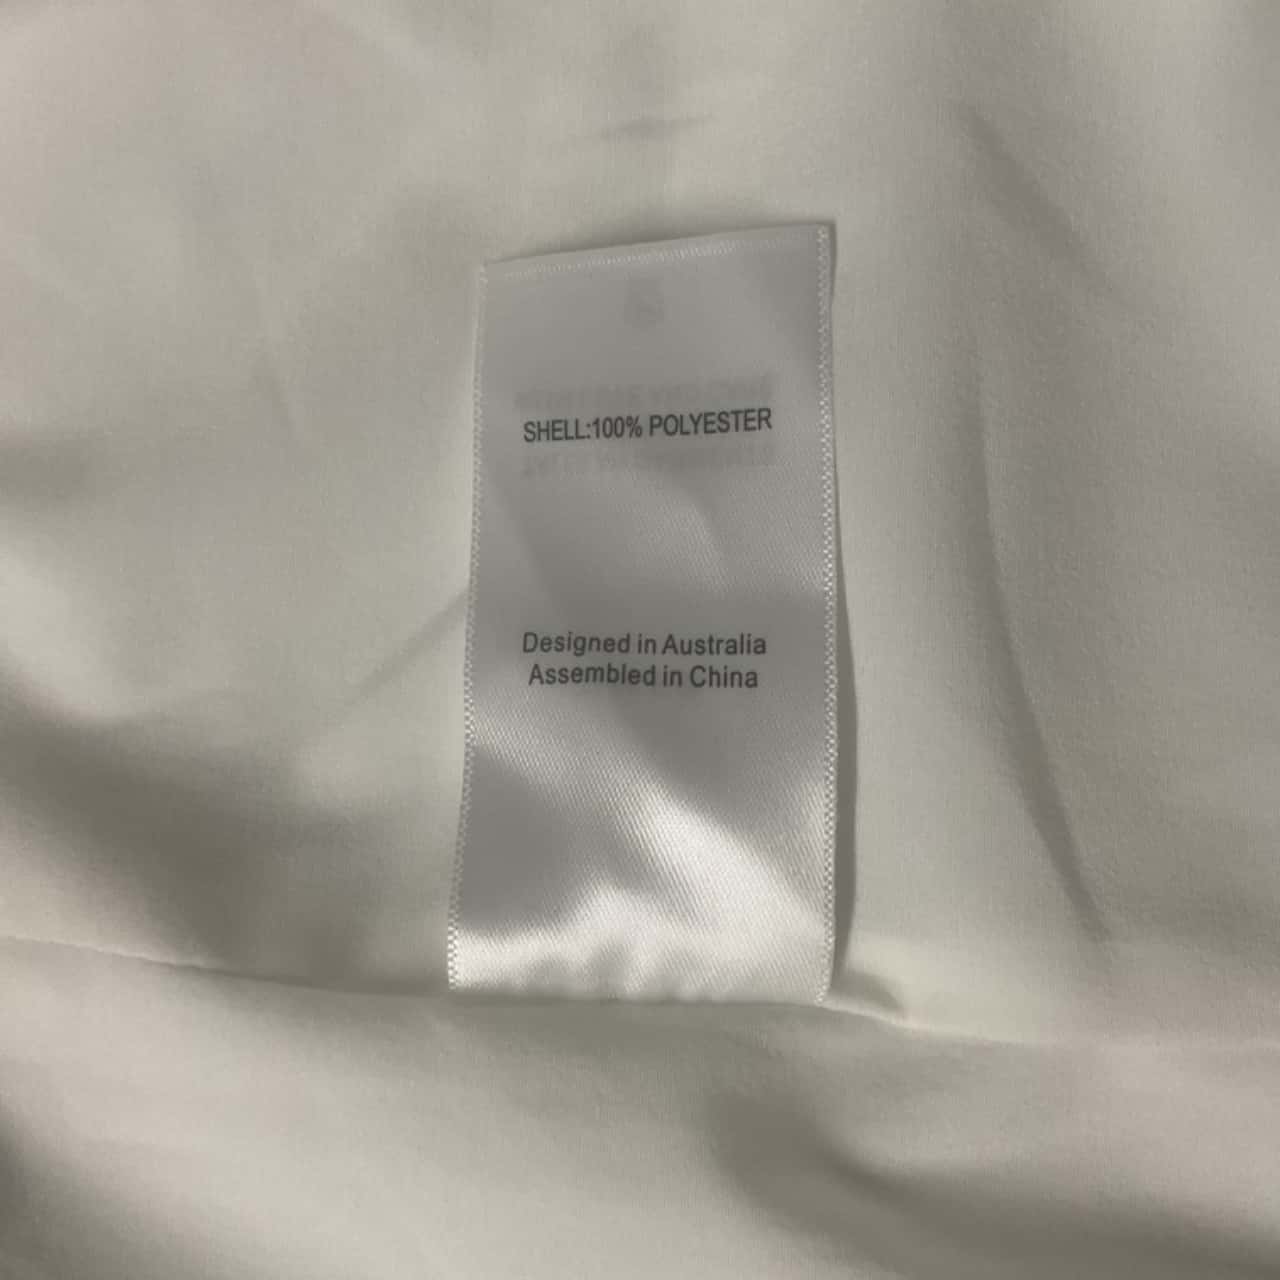 SHELL:100% POLYESTER
Designed in Australia
Assembled in China